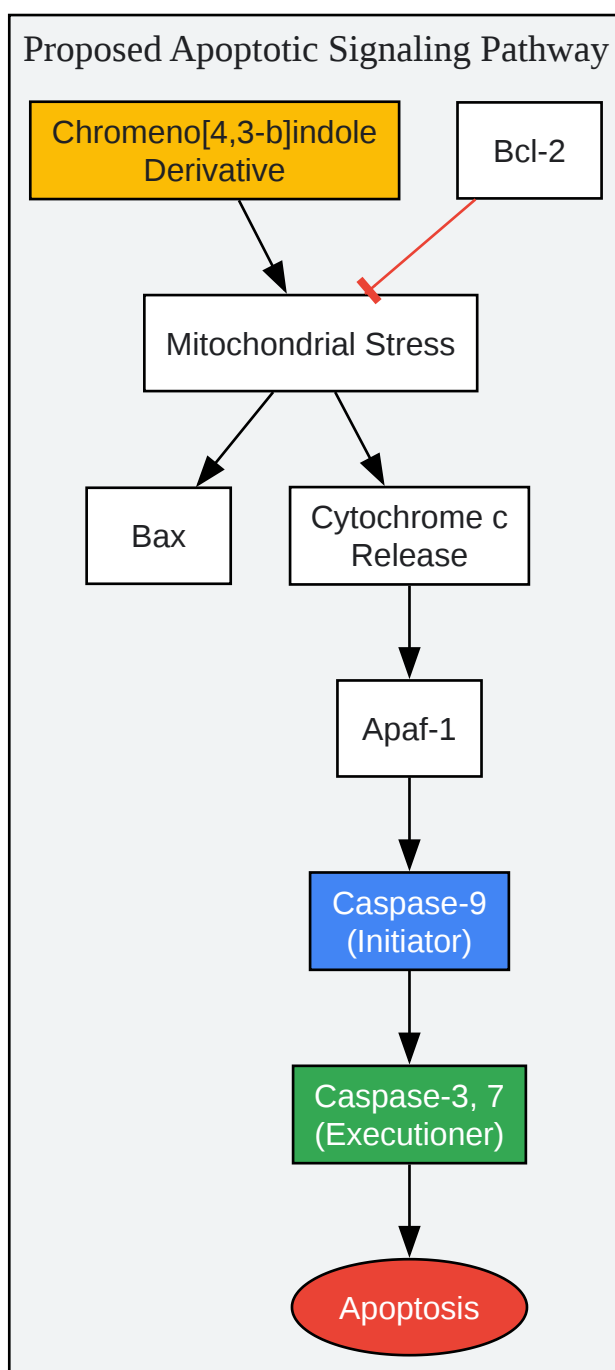 Proposed Apoptotic Signaling Pathway
Chromeno[4,3-b]indole
Derivative
Bcl-2
Mitochondrial Stress
Bax
Cytochrome c
Release
Apaf-1
Caspase-9
(Initiator)
Caspase-3, 7
(Executioner)
Apoptosis